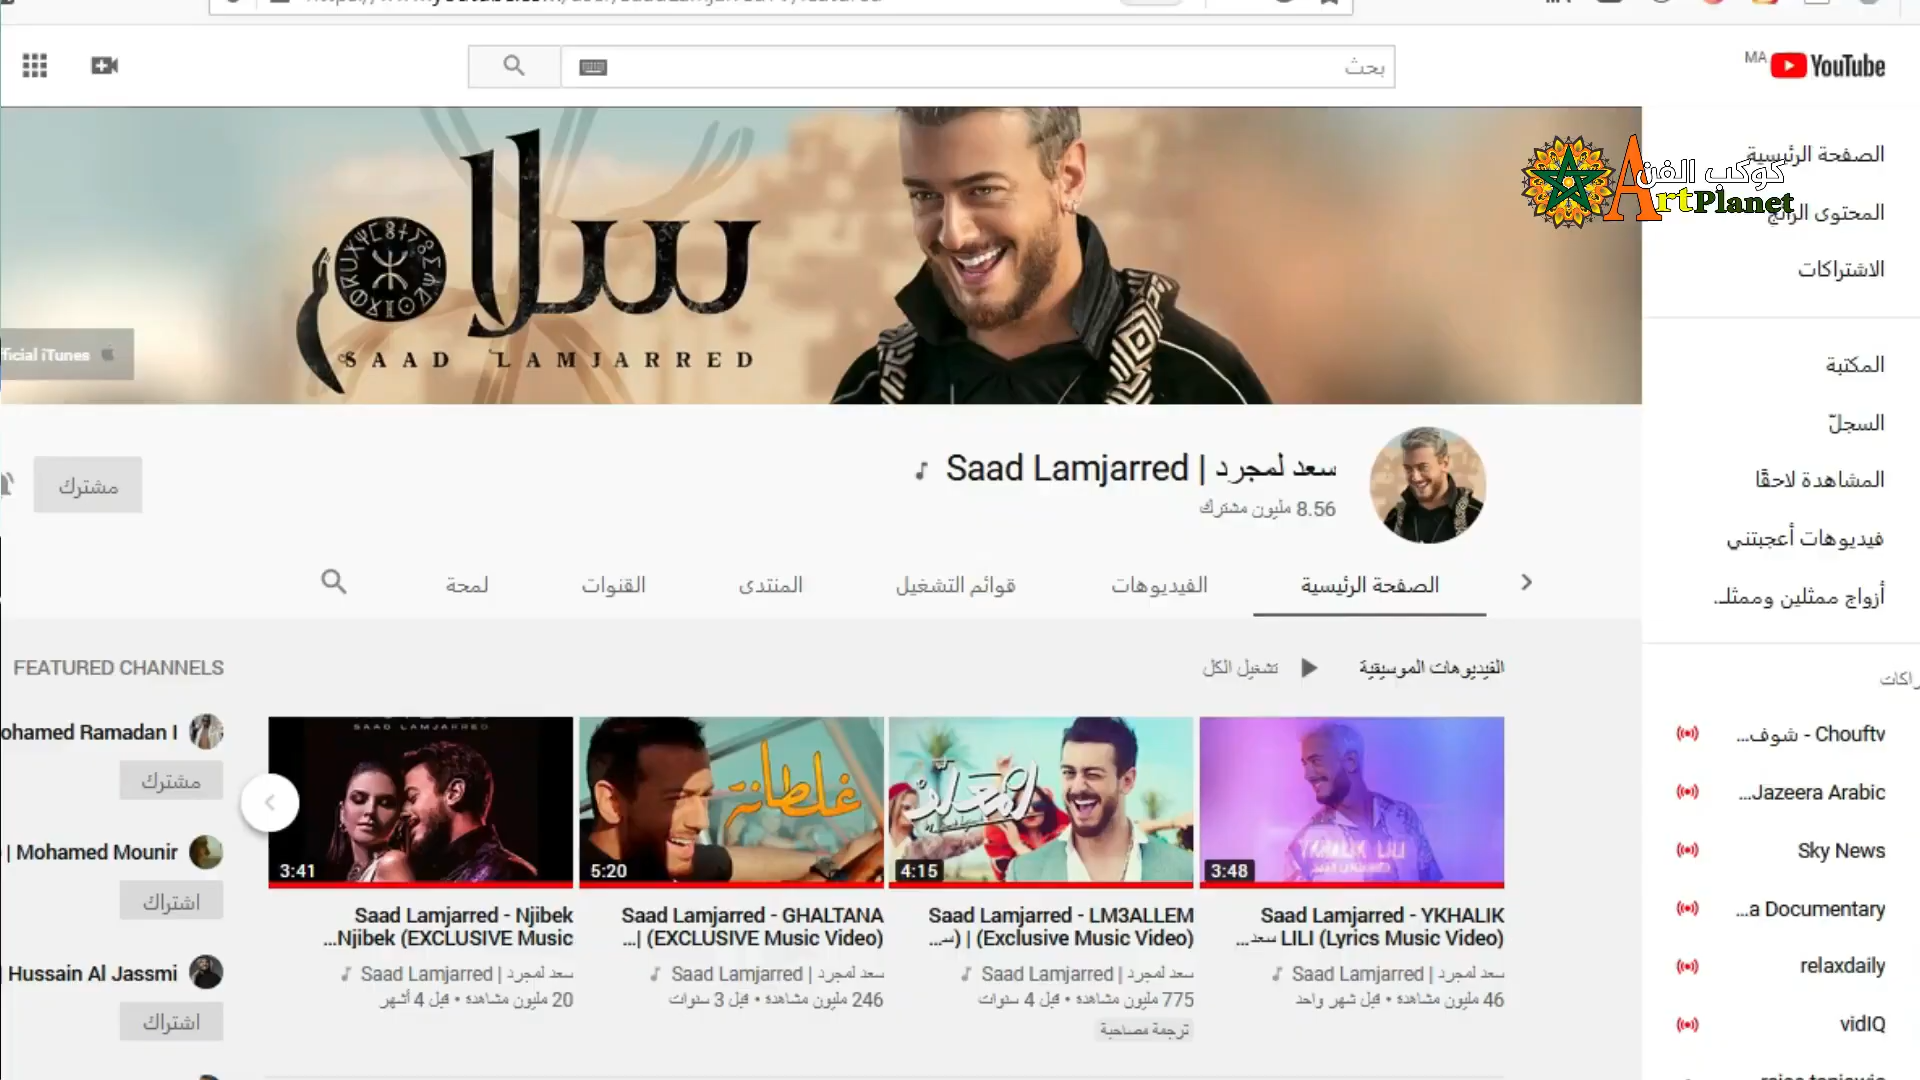 MA YouTube
بحث
كوكب الفن
ArtPlanet
الصفحة الرئيسية
المحتوى الرائج
الاشتراكات
المكتبة
السجلّ
المشاهدة لاحقًا
فيديوهات أعجبتني
أزواج ممثلين وممثلـ..
سلام
SAAD LAMJARRED
iTunes
سعد لمجرد | Saad Lamjarred
8.56 مليون مشترك
مشترك
الصفحة الرئيسية
الفيديوهات
قوائم التشغيل
المنتدى
القنوات
لمحة
الفيديوهات الموسيقية
تشغيل الكل
3:48
Saad Lamjarred - YKHALIK
LILI (Lyrics Music Video) سعد...
سعد لمجرد | Saad Lamjarred
46 مليون مشاهدة • قبل شهر واحد
لمعلم
4:15
Saad Lamjarred - LM3ALLEM
(Exclusive Music Video) | (سـ...
سعد لمجرد | Saad Lamjarred
775 مليون مشاهدة • قبل 4 سنوات
ترجمة مصاحبة
غلطانة
5:20
Saad Lamjarred - GHALTANA
(EXCLUSIVE Music Video) |...
سعد لمجرد | Saad Lamjarred
246 مليون مشاهدة • قبل 3 سنوات
SAAD LAMJARRED
3:41
Saad Lamjarred - Njibek
Njibek (EXCLUSIVE Music...
سعد لمجرد | Saad Lamjarred
20 مليون مشاهدة • قبل 4 أشهر
FEATURED CHANNELS
Ramadan I
مشترك
| Mohamed Mounir
اشتراك
Hussain Al Jassmi
اشتراك
Chouftv - شوف...
Jazeera Arabic...
Sky News
a Documentary...
relaxdaily
vidIQ